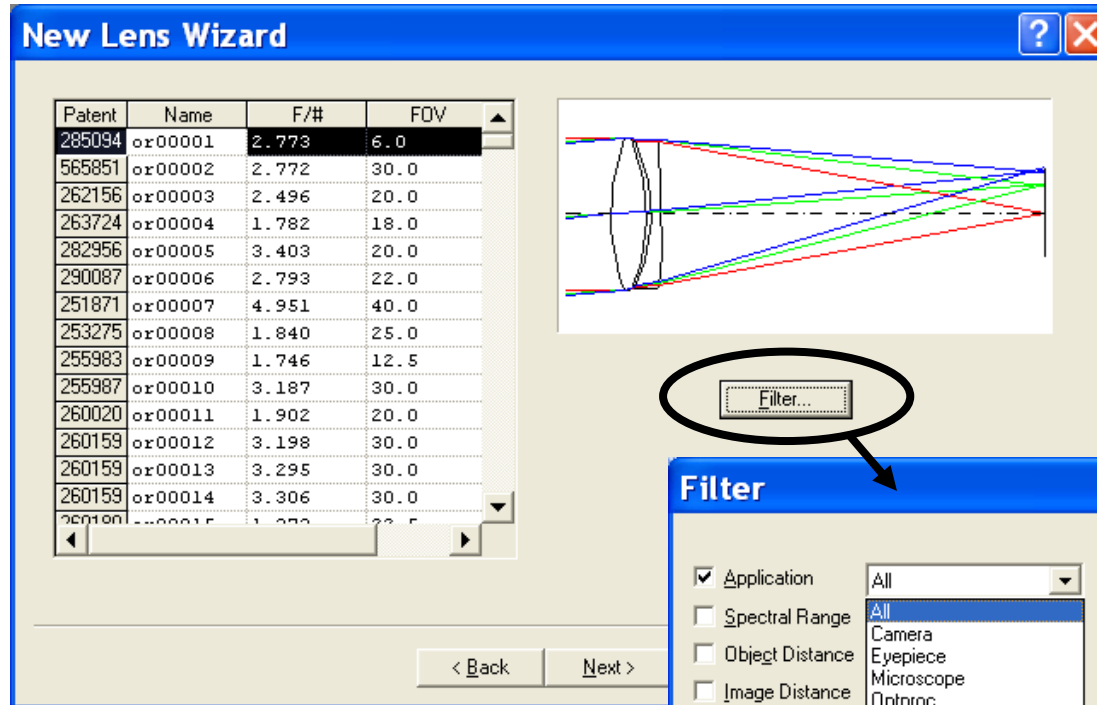 New Lens Wizard
Patent Name F/# FOV
285094 or00001 2.773 6.0
565851 or00002 2.772 30.0
262156 or00003 2.496 20.0
263724 or00004 1.782 18.0
282956 or00005 3.403 20.0
290087 or00006 2.793 22.0
251871 or00007 4.951 40.0
253275 or00008 1.840 25.0
255983 or00009 1.746 12.5
255987 or00010 3.187 30.0
260020 or00011 1.902 20.0
260159 or00012 3.198 30.0
260159 or00013 3.295 30.0
260159 or00014 3.306 30.0
Filter...
Filter
Application All
Spectral Range All
Camera
Object Distance Eyepiece
Microscope
Image Distance Optproc
< Back Next >